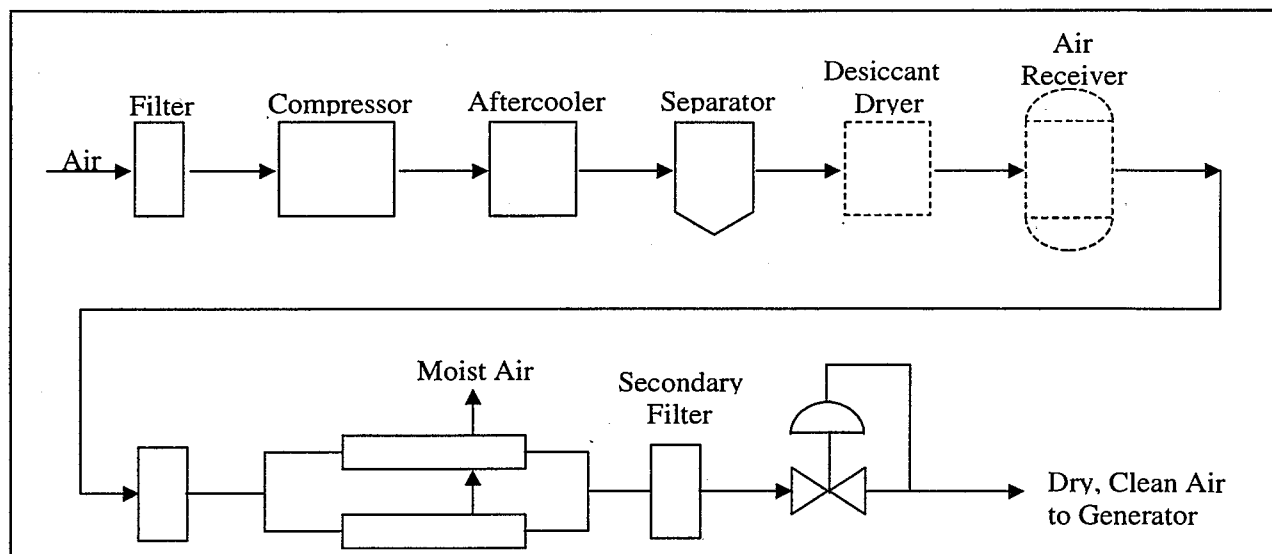 Air
Filter
Compressor
Aftercooler
Separator
Desiccant
Dryer
Air
Receiver
Moist Air
Secondary
Filter
Dry, Clean Air
to Generator